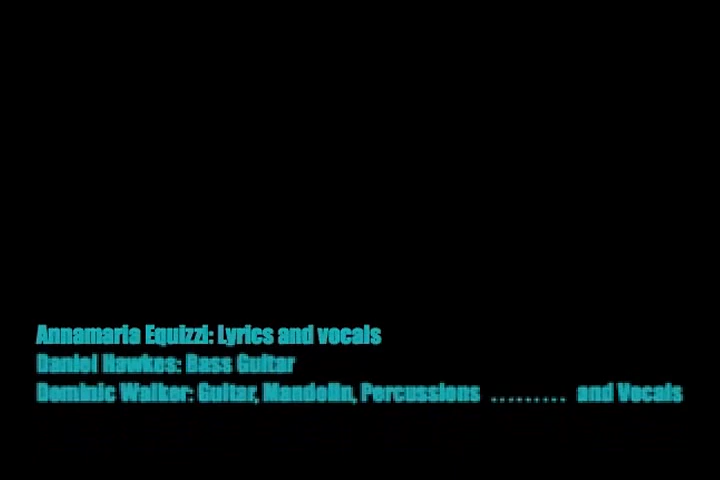 Annamaria Equizzi: Lyrics and vocals
Daniel Hawkes: Bass Guitar
Dominic Walker: Guitar, Mandolin, Percussions ......... and Vocals